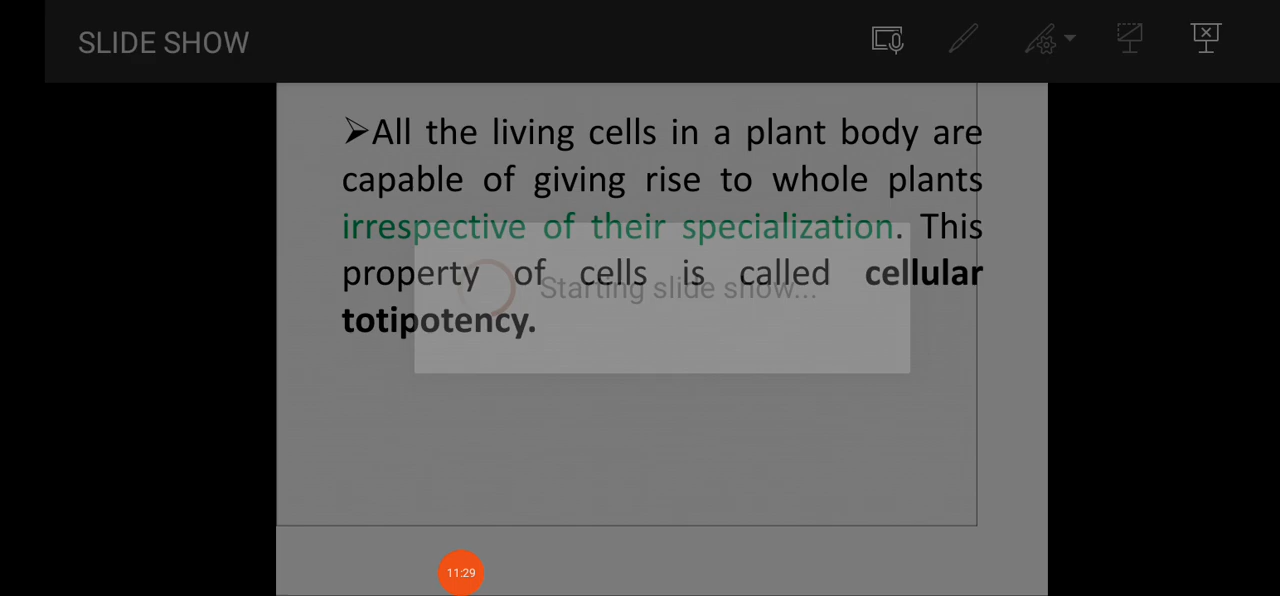 SLIDE SHOW
➢All the living cells in a plant body are
capable of giving rise to whole plants
irrespective of their specialization. This
property of cells is called cellular
Starting slide show...
totipotency.
11:29